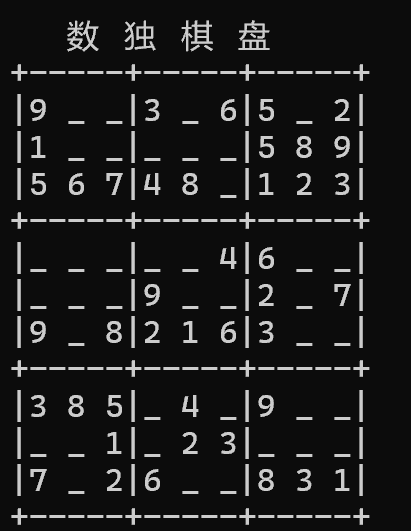 数 独 棋 盘
+-----+-----+-----+
|9 _ _|3 _ 6|5 _ 2|
|1 _ _|_ _ _|5 8 9|
|5 6 7|4 8 _|1 2 3|
+-----+-----+-----+
|_ _ _|_ _ 4|6 _ _|
|_ _ _|9 _ _|2 _ 7|
|9 _ 8|2 1 6|3 _ _|
+-----+-----+-----+
|3 8 5|_ 4 _|9 _ _|
|_ _ 1|_ 2 3|_ _ _|
|7 _ 2|6 _ _|8 3 1|
+-----+-----+-----+